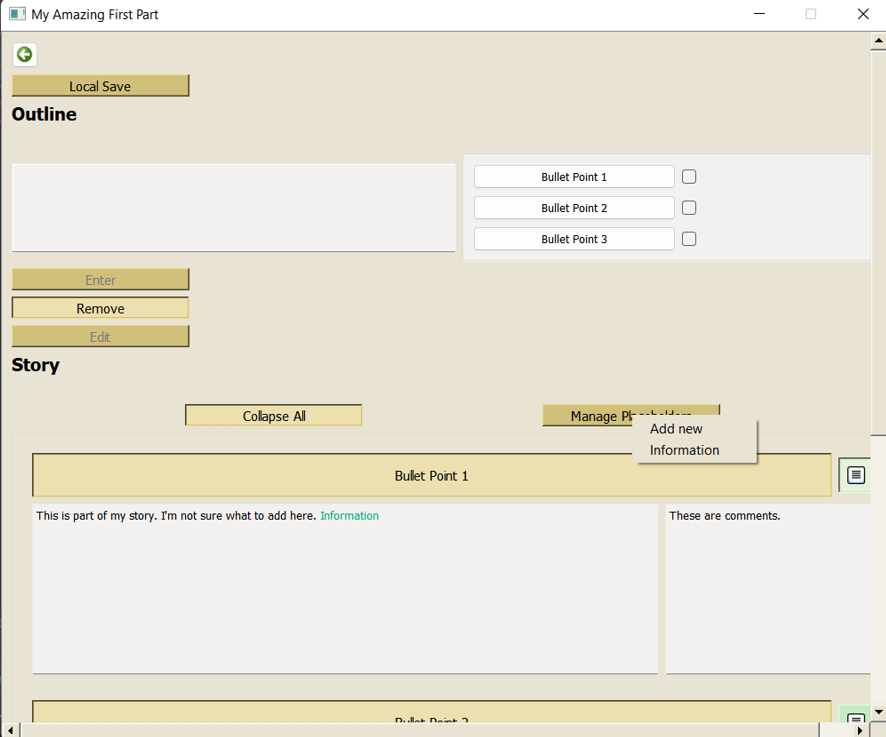 My Amazing First Part
Local Save
Outline
Bullet Point 1
Bullet Point 2
Bullet Point 3
Enter
Remove
Edit
Story
Collapse All
Manage Placeholders
Add new
Information
Bullet Point 1
This is part of my story. I'm not sure what to add here. Information
These are comments.
Bullet Point 2